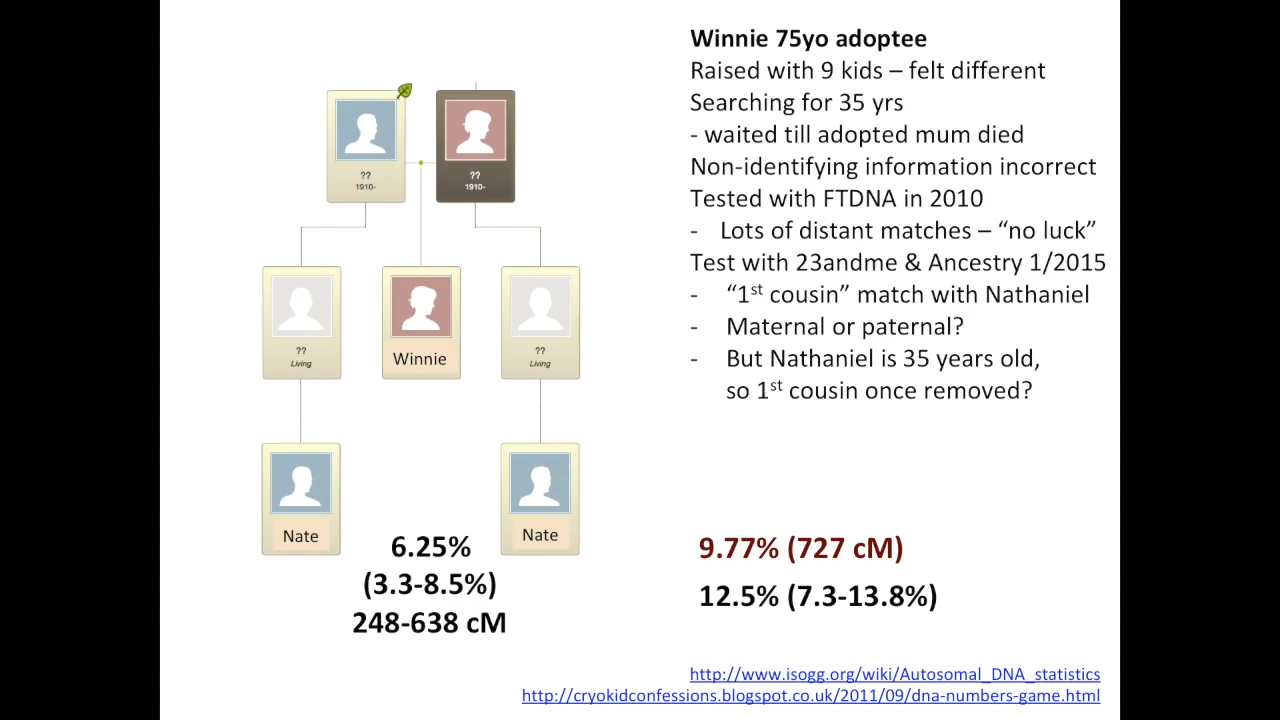 Winnie 75yo adoptee
Raised with 9 kids – felt different
Searching for 35 yrs
- waited till adopted mum died
Non-identifying information incorrect
Tested with FTDNA in 2010
- Lots of distant matches – “no luck”
Test with 23andme & Ancestry 1/2015
- “1st cousin” match with Nathaniel
- Maternal or paternal?
- But Nathaniel is 35 years old,
so 1st cousin once removed?
??
1910-
??
1910-
??
Living
Winnie
??
Living
Nate
Nate
6.25%
(3.3-8.5%)
248-638 cM
9.77% (727 cM)
12.5% (7.3-13.8%)
http://www.isogg.org/wiki/Autosomal_DNA_statistics
http://cryokidconfessions.blogspot.co.uk/2011/09/dna-numbers-game.html